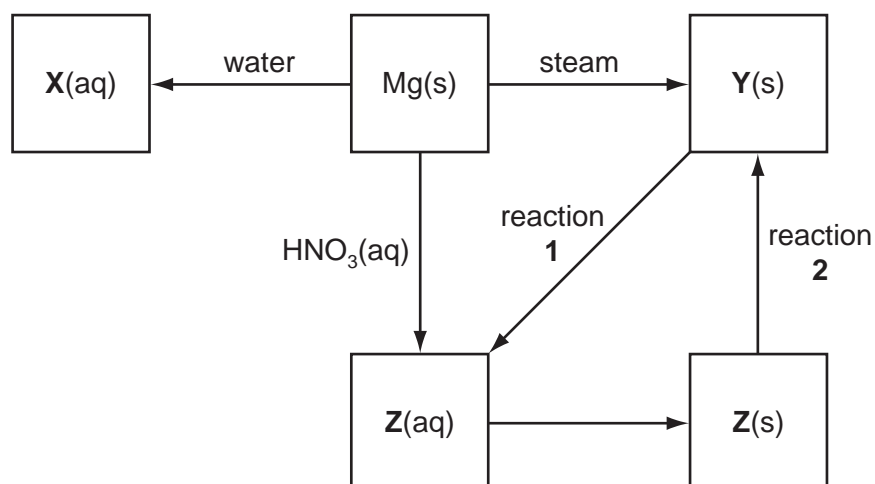 water
steam
X(aq)
Mg(s)
Y(s)
HNO₃(aq)
reaction
1
reaction
2
Z(aq)
Z(s)